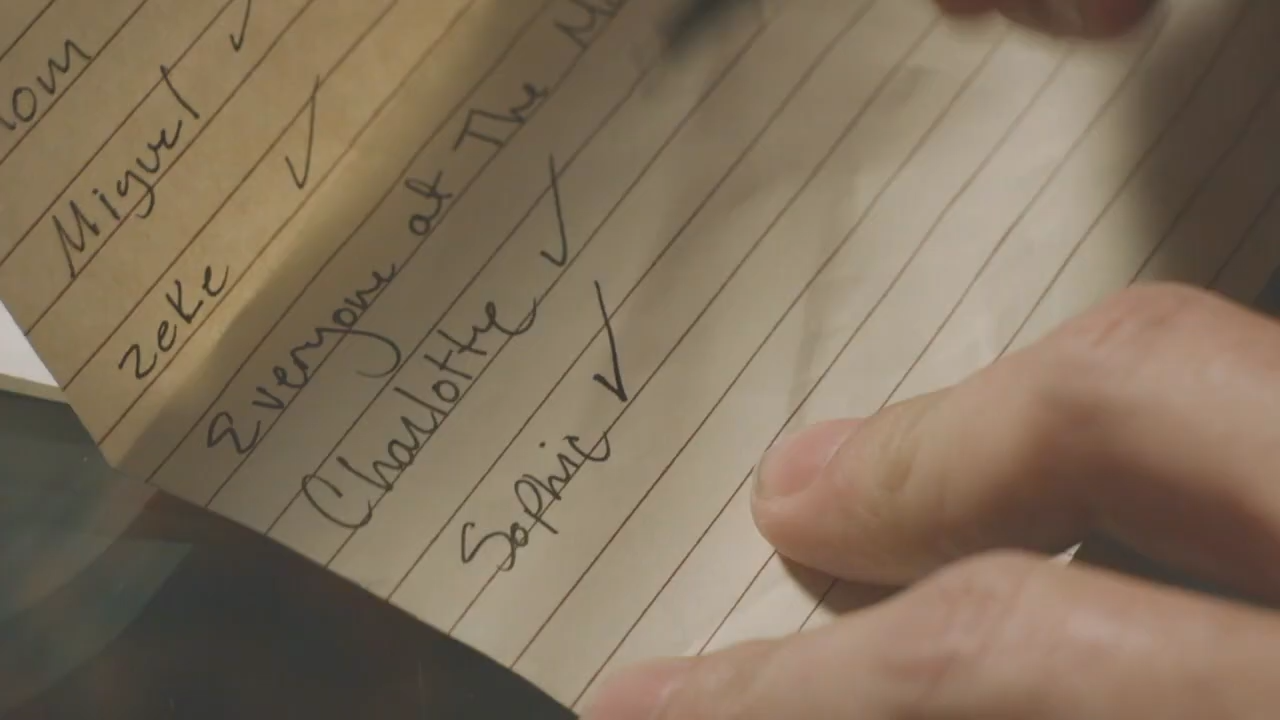 Miguel ✓
zeke ✓
Everyone at The
Charlotte ✓
Sophie ✓